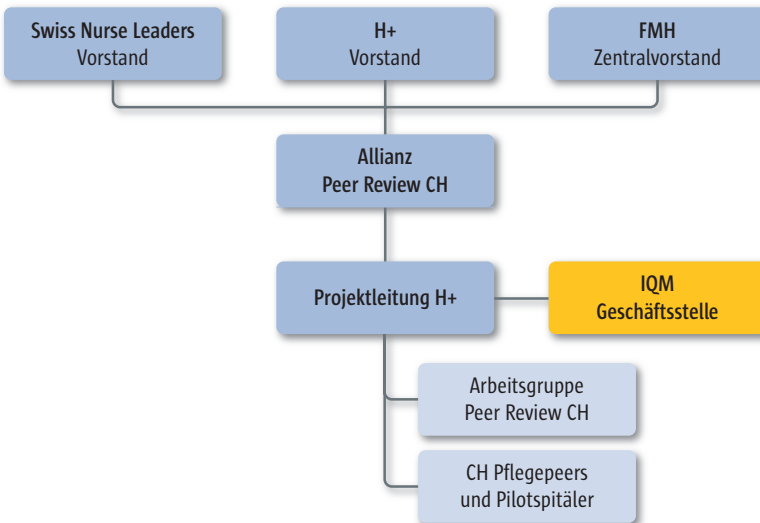 Swiss Nurse Leaders
Vorstand
H+
Vorstand
FMH
Zentralvorstand
Allianz
Peer Review CH
Projektleitung H+
IQM
Geschäftsstelle
Arbeitsgruppe
Peer Review CH
CH Pflegepeers
und Pilotspitäler